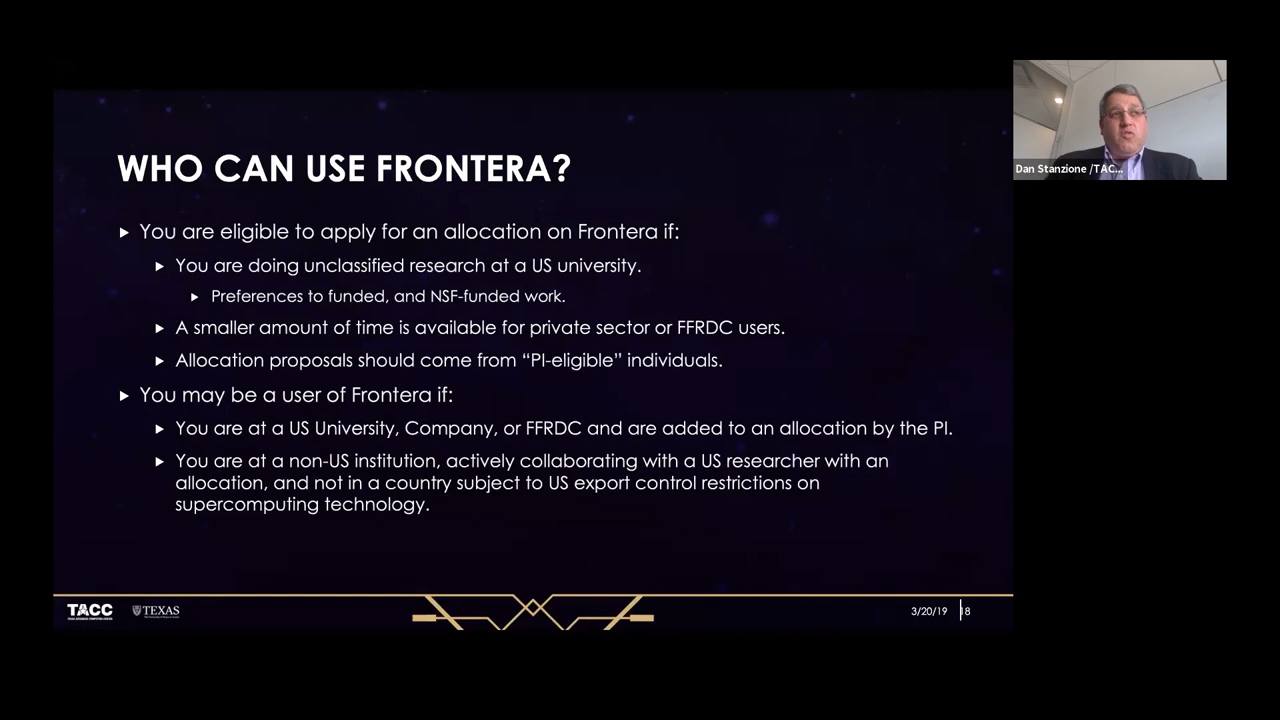 WHO CAN USE FRONTERA?
You are eligible to apply for an allocation on Frontera if:
You are doing unclassified research at a US university.
Preferences to funded, and NSF-funded work.
A smaller amount of time is available for private sector or FFRDC users.
Allocation proposals should come from “PI-eligible” individuals.
You may be a user of Frontera if:
You are at a US University, Company, or FFRDC and are added to an allocation by the PI.
You are at a non-US institution, actively collaborating with a US researcher with an
allocation, and not in a country subject to US export control restrictions on
supercomputing technology.
TACC
TEXAS
3/20/19
18
Dan Stanzione /TAC...